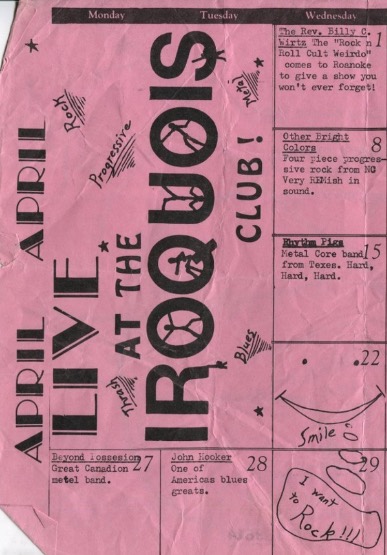 Monday
Tuesday
Wednesday
APRIL APRIL
LIVE
AT THE
IROQUOIS
CLUB!
Rock
Progressive
Metal
Thrash
Blues
The Rev. Billy C.
Wirtz The "Rock n
Roll Cult Weirdo"
comes to Roanoke
to give a show you
won't ever forget!
1
Other Bright
Colors
Four piece progres-
sive rock from NC
Very REMish in
sound.
8
Rhythm Pigs
Metal Core band
from Texes. Hard,
Hard, Hard.
15
22
Smile
Beyond Possesion
Great Canadian
metel band.
27
John Hooker
One of
Americas blues
greats.
28
29
I want
to
Rock!!!